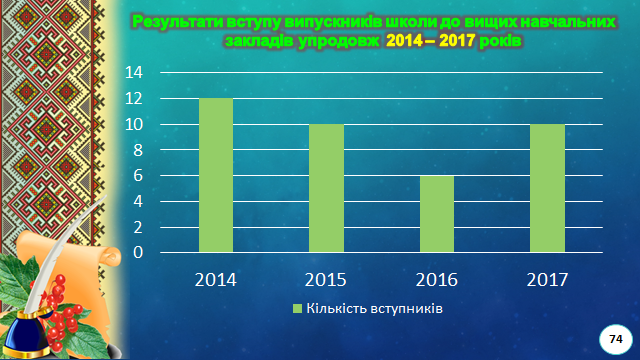 Результати вступу випускників школи до вищих навчальних
закладів упродовж 2014 – 2017 років
14
12
10
8
6
4
2
0
2014 2015 2016 2017
Кількість вступників
74